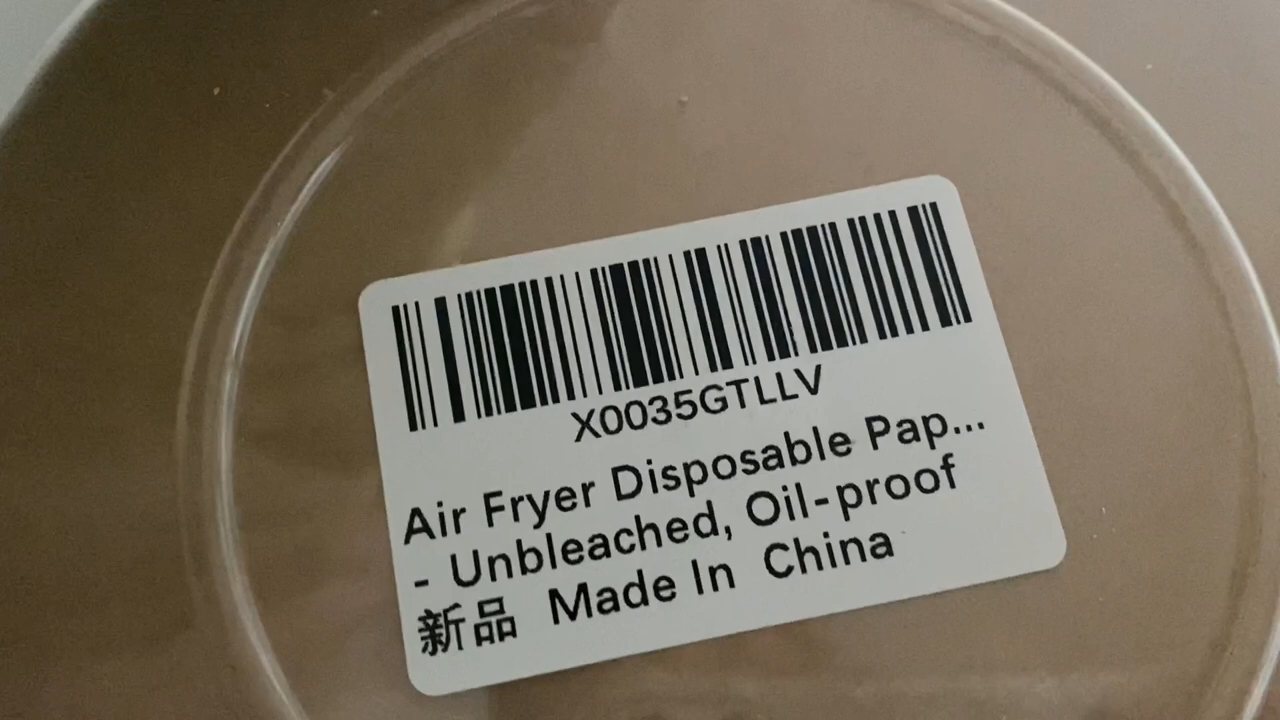 X0035GTLLV
Air Fryer Disposable Pap...
- Unbleached, Oil-proof
新品 Made In China